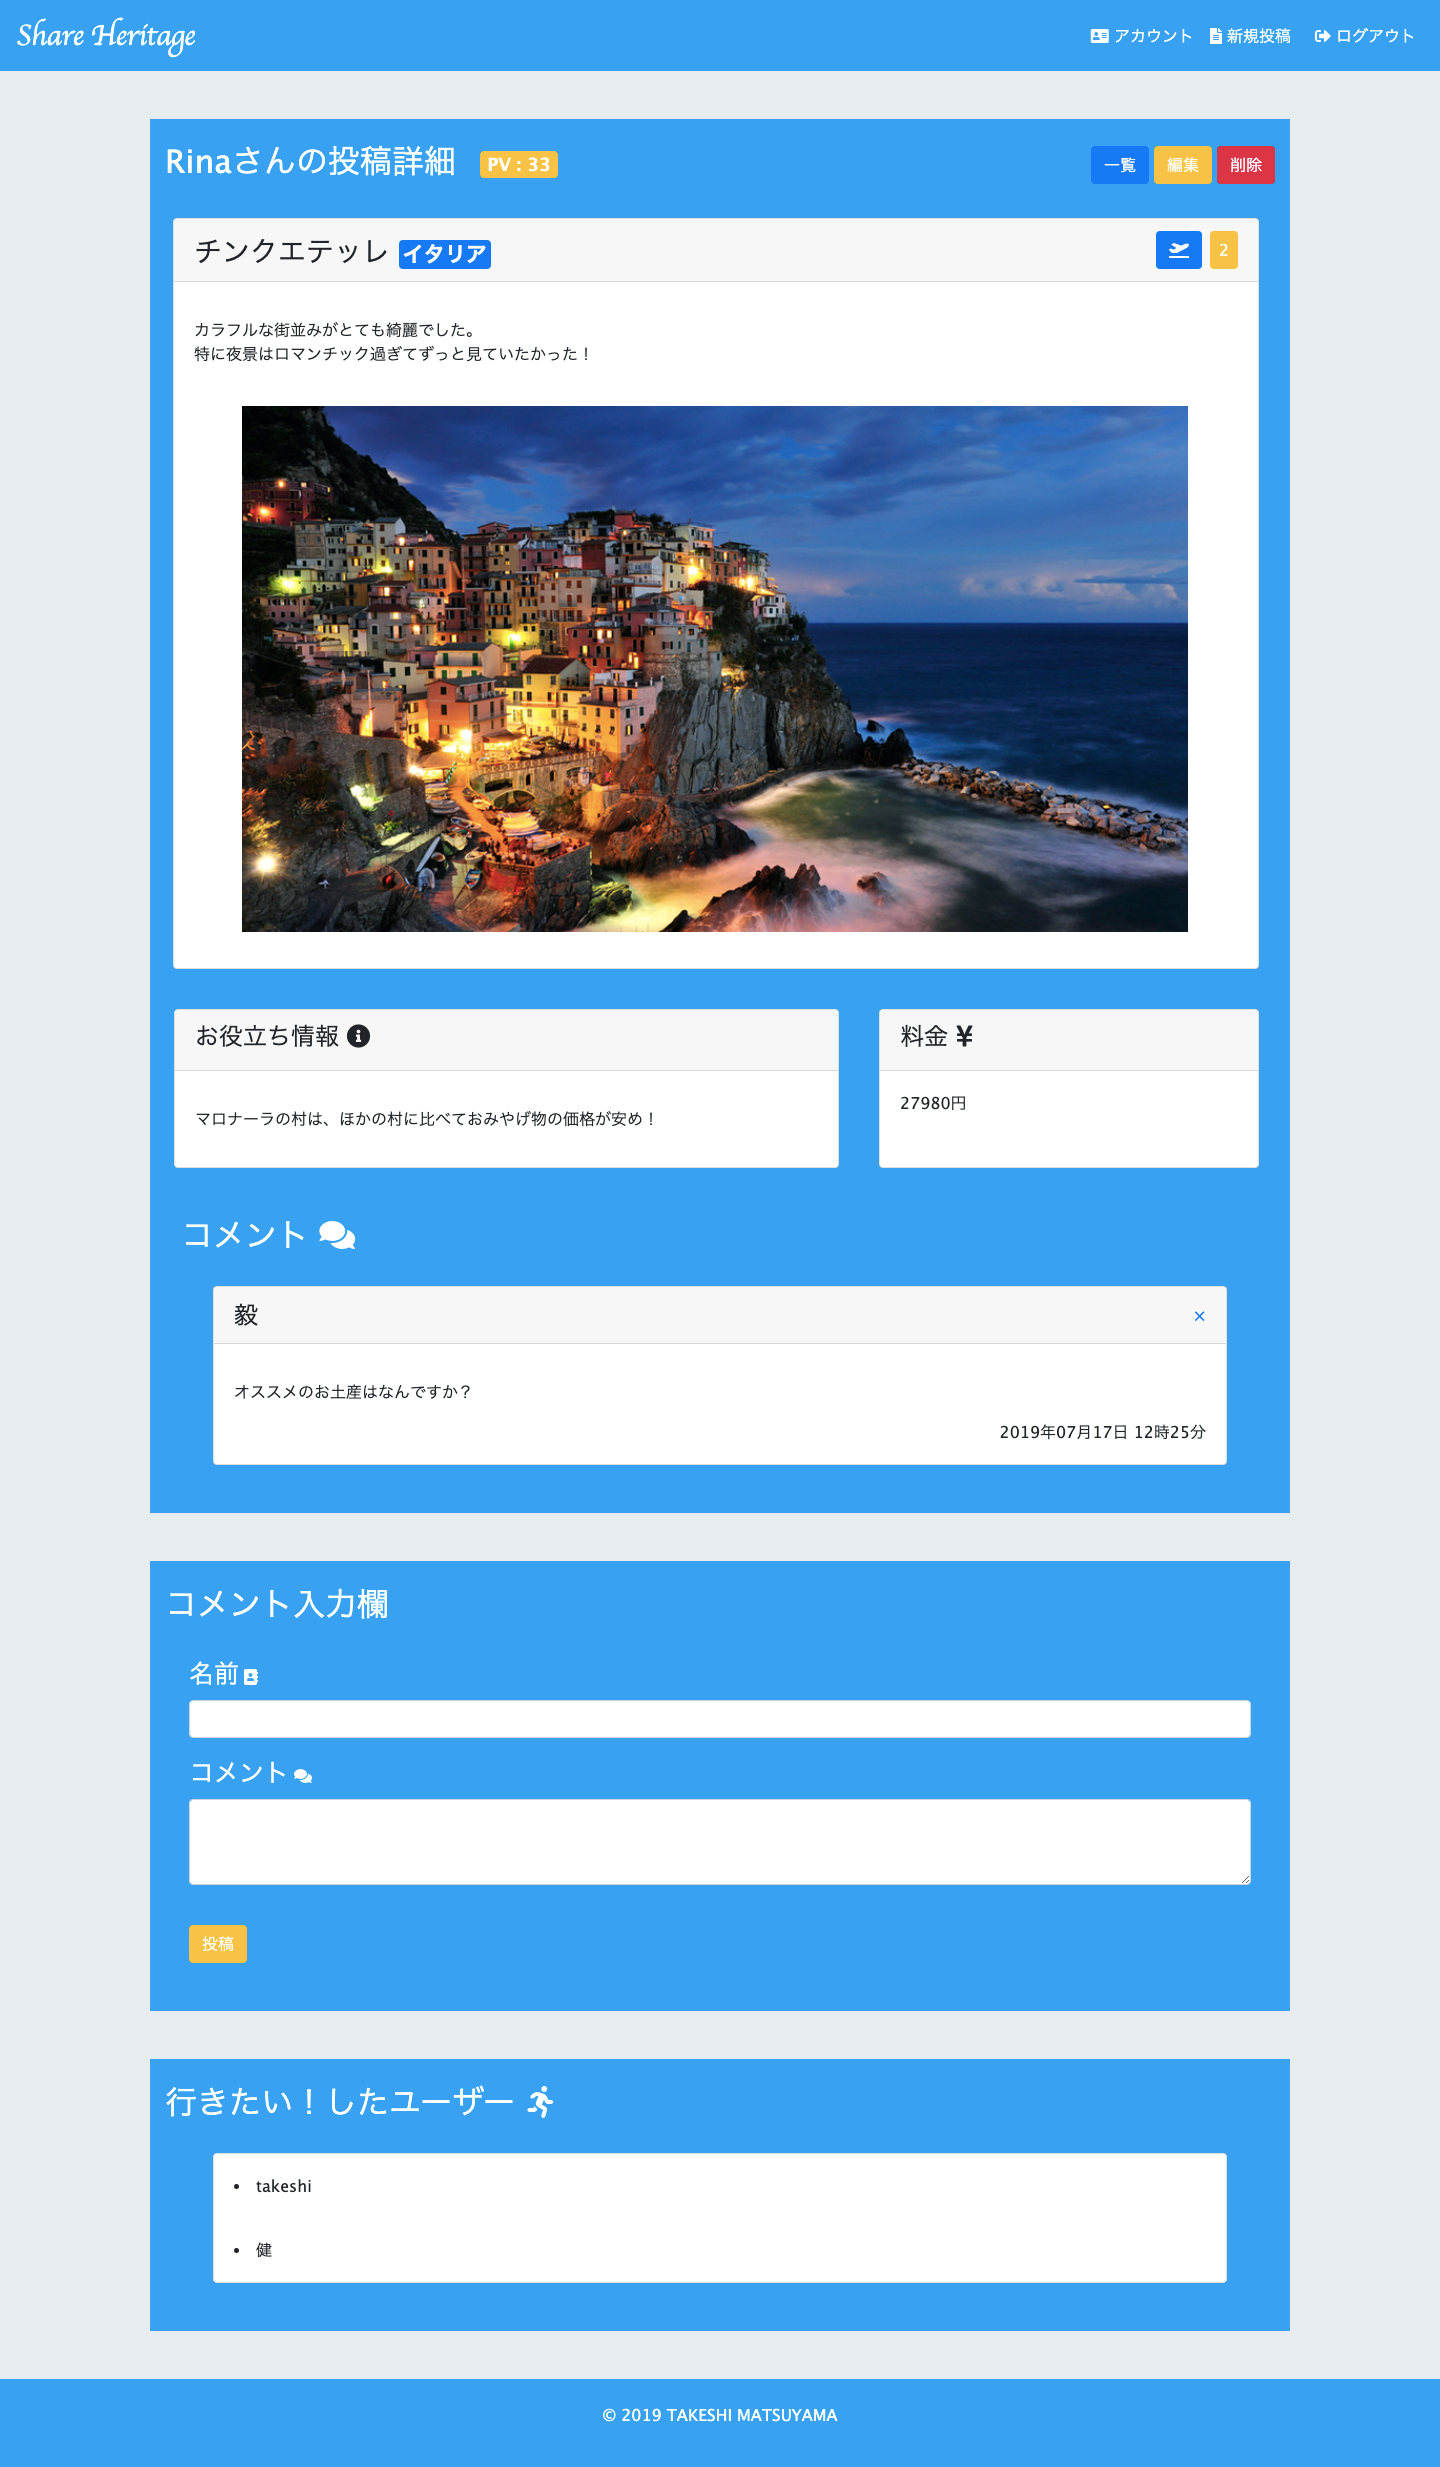 Share Heritage
アカウント 新規投稿 ログアウト
Rinaさんの投稿詳細 PV : 33
一覧 編集 削除
チンクエテッレ イタリア
2
カラフルな街並みがとても綺麗でした。
特に夜景はロマンチック過ぎてずっと見ていたかった！
お役立ち情報
マロナーラの村は、ほかの村に比べておみやげ物の価格が安め！
料金 ¥
27980円
コメント
毅
×
オススメのお土産はなんですか？
2019年07月17日 12時25分
コメント入力欄
名前
コメント
投稿
行きたい！したユーザー
• takeshi
• 健
© 2019 TAKESHI MATSUYAMA